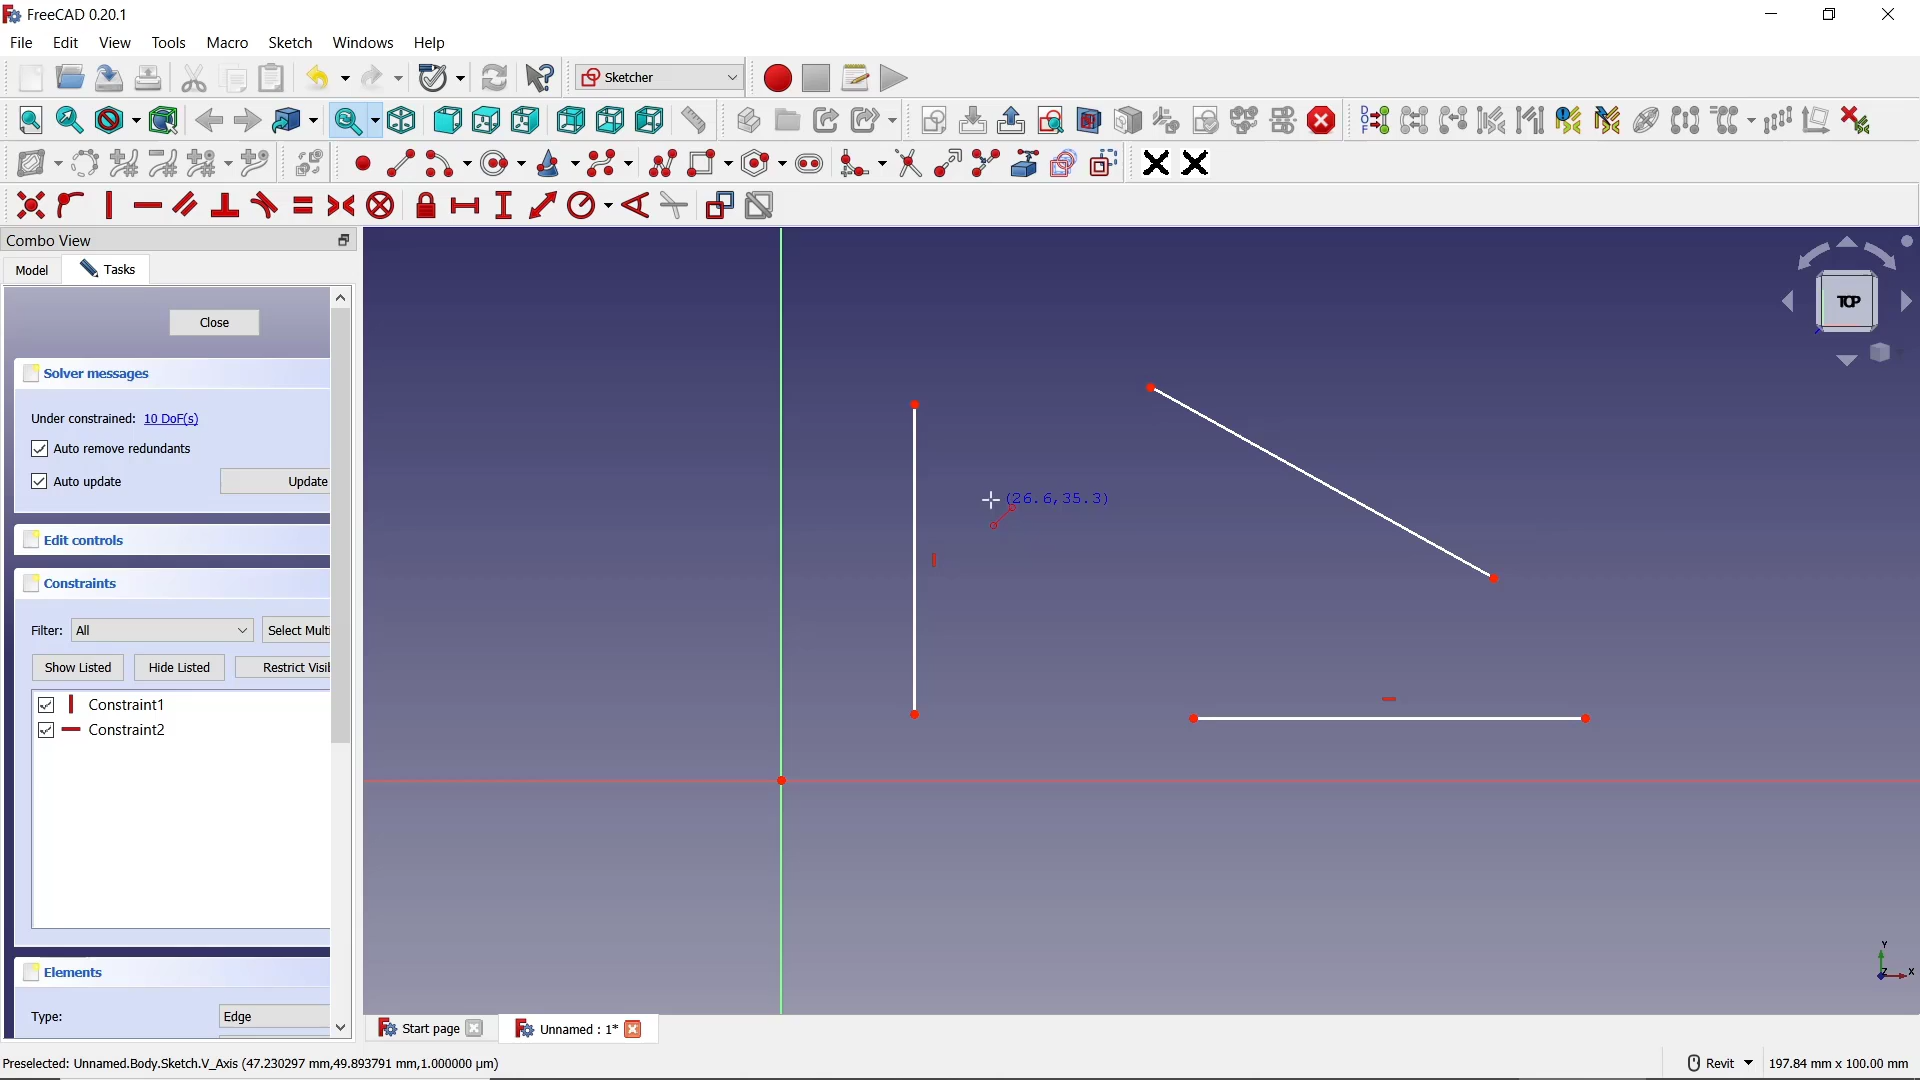 FreeCAD 0.20.1
File Edit View Tools Macro Sketch Windows Help
Sketcher
Combo View
Model Tasks
Close
Solver messages
Under constrained: 10 DoF(s)
Auto remove redundants
Auto update Update
Edit controls
Constraints
Filter: All Select Multi
Show Listed Hide Listed Restrict Visi
Constraint1
Constraint2
Elements
Type: Edge
(26.6,35.3)
TOP
Y
Z X
Start page Unnamed : 1*
Preselected: Unnamed.Body.Sketch.V_Axis (47.230297 mm,49.893791 mm,1.000000 µm)
Revit 197.84 mm x 100.00 mm